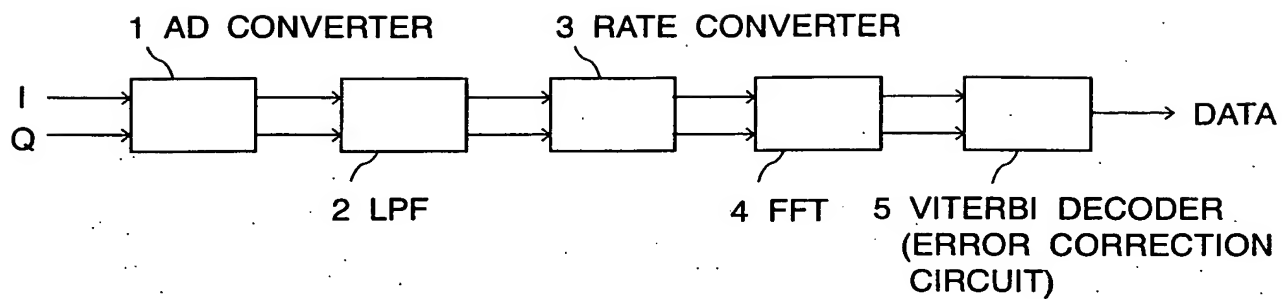 1 AD CONVERTER
3 RATE CONVERTER
I
Q
DATA
2 LPF
4 FFT
5 VITERBI DECODER
(ERROR CORRECTION
CIRCUIT)